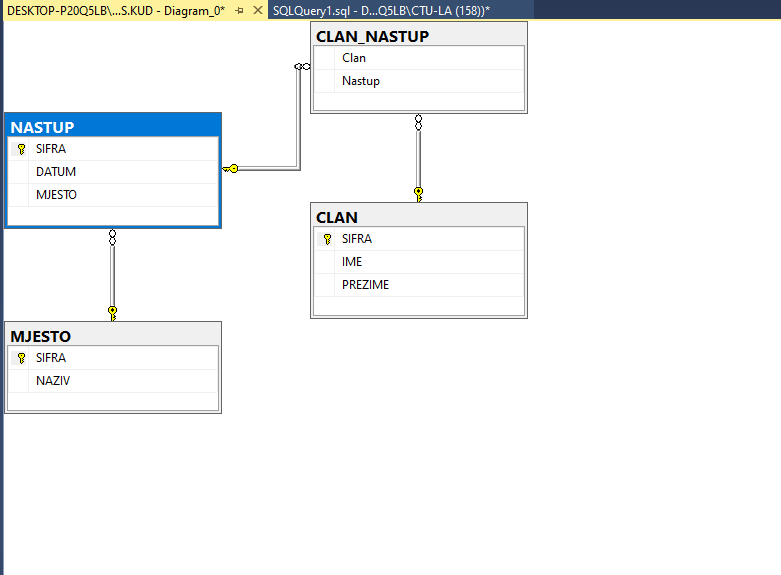 DESKTOP-P20Q5LB\...S.KUD - Diagram_0*
SQLQuery1.sql - D...Q5LB\CTU-LA (158))*
CLAN_NASTUP
Clan
Nastup
NASTUP
SIFRA
DATUM
MJESTO
CLAN
SIFRA
IME
PREZIME
MJESTO
SIFRA
NAZIV